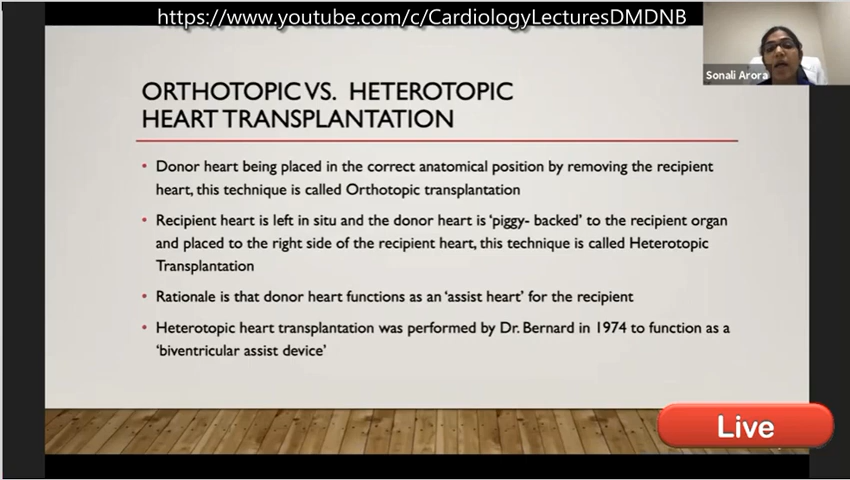 https://www.youtube.com/c/CardiologyLecturesDMDNB
Sonali Arora
ORTHOTOPIC VS. HETEROTOPIC
HEART TRANSPLANTATION
• Donor heart being placed in the correct anatomical position by removing the recipient
heart, this technique is called Orthotopic transplantation
• Recipient heart is left in situ and the donor heart is ‘piggy- backed’ to the recipient organ
and placed to the right side of the recipient heart, this technique is called Heterotopic
Transplantation
• Rationale is that donor heart functions as an ‘assist heart’ for the recipient
• Heterotopic heart transplantation was performed by Dr. Bernard in 1974 to function as a
‘biventricular assist device’
Live